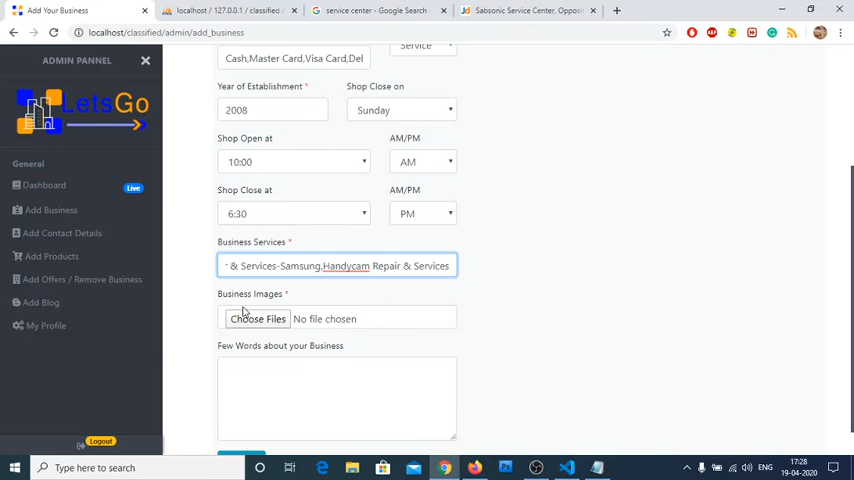 Add Your Business
localhost / 127.0.0.1 / classified /
service center - Google Search
Sabsonic Service Center, Oppos
localhost/classified/admin/add_business
ADMIN PANNEL
Cash,Master Card,Visa Card,Del
Service
LetsGo
Year of Establishment *
Shop Close on
2008
Sunday
Shop Open at
AM/PM
10:00
AM
Shop Close at
AM/PM
6:30
PM
General
Dashboard
Live
Add Business
Add Contact Details
Add Products
Add Offers / Remove Business
Add Blog
My Profile
Logout
Business Services *
& Services-Samsung,Handycam Repair & Services
Business Images *
Choose Files No file chosen
Few Words about your Business
Type here to search
ENG
17:28
19-04-2020